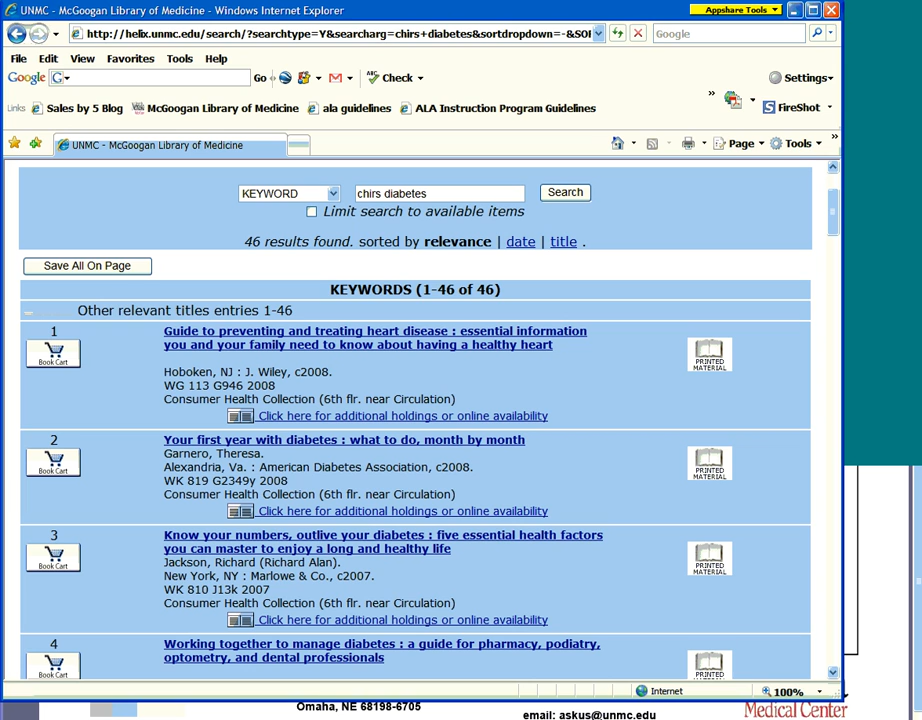 UNMC - McGoogan Library of Medicine - Windows Internet Explorer
Appshare Tools
http://helix.unmc.edu/search/?searchtype=Y&searcharg=chirs+diabetes&sortdropdown=-&SOI
Google
File Edit View Favorites Tools Help
Google G Go Check Settings
Links Sales by 5 Blog McGoogan Library of Medicine ala guidelines ALA Instruction Program Guidelines » FireShot
UNMC - McGoogan Library of Medicine Page Tools »
KEYWORD chirs diabetes Search
Limit search to available items
46 results found. sorted by relevance | date | title .
Save All On Page
KEYWORDS (1-46 of 46)
Other relevant titles entries 1-46
1
Book Cart
Guide to preventing and treating heart disease : essential information
you and your family need to know about having a healthy heart
Hoboken, NJ : J. Wiley, c2008.
WG 113 G946 2008
Consumer Health Collection (6th flr. near Circulation)
Click here for additional holdings or online availability
PRINTED
MATERIAL
2
Book Cart
Your first year with diabetes : what to do, month by month
Garnero, Theresa.
Alexandria, Va. : American Diabetes Association, c2008.
WK 819 G2349y 2008
Consumer Health Collection (6th flr. near Circulation)
Click here for additional holdings or online availability
PRINTED
MATERIAL
3
Book Cart
Know your numbers, outlive your diabetes : five essential health factors
you can master to enjoy a long and healthy life
Jackson, Richard (Richard Alan).
New York, NY : Marlowe & Co., c2007.
WK 810 J13k 2007
Consumer Health Collection (6th flr. near Circulation)
Click here for additional holdings or online availability
PRINTED
MATERIAL
4
Book Cart
Working together to manage diabetes : a guide for pharmacy, podiatry,
optometry, and dental professionals
PRINTED
Internet 100%
Omaha, NE 68198-6705
email: askus@unmc.edu
Medical Center